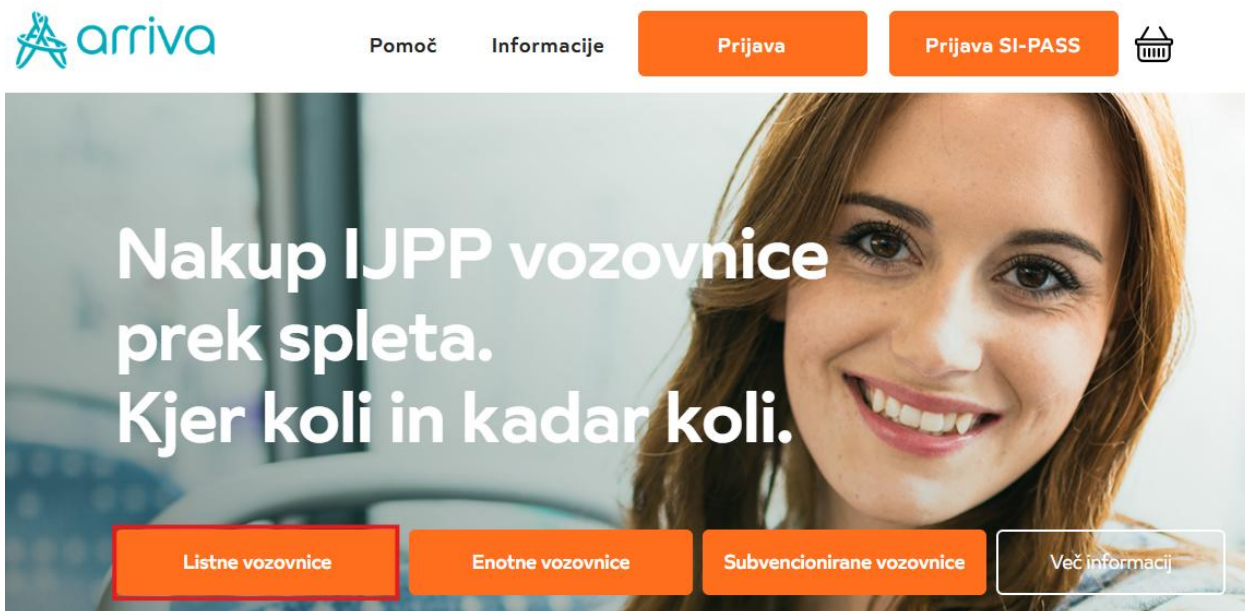 arriva
Pomoč
Informacije
Prijava
Prijava SI-PASS
Nakup IJPP vozovnice
prek spleta.
Kjer koli in kadar koli.
Listne vozovnice
Enotne vozovnice
Subvencionirane vozovnice
Več informacij